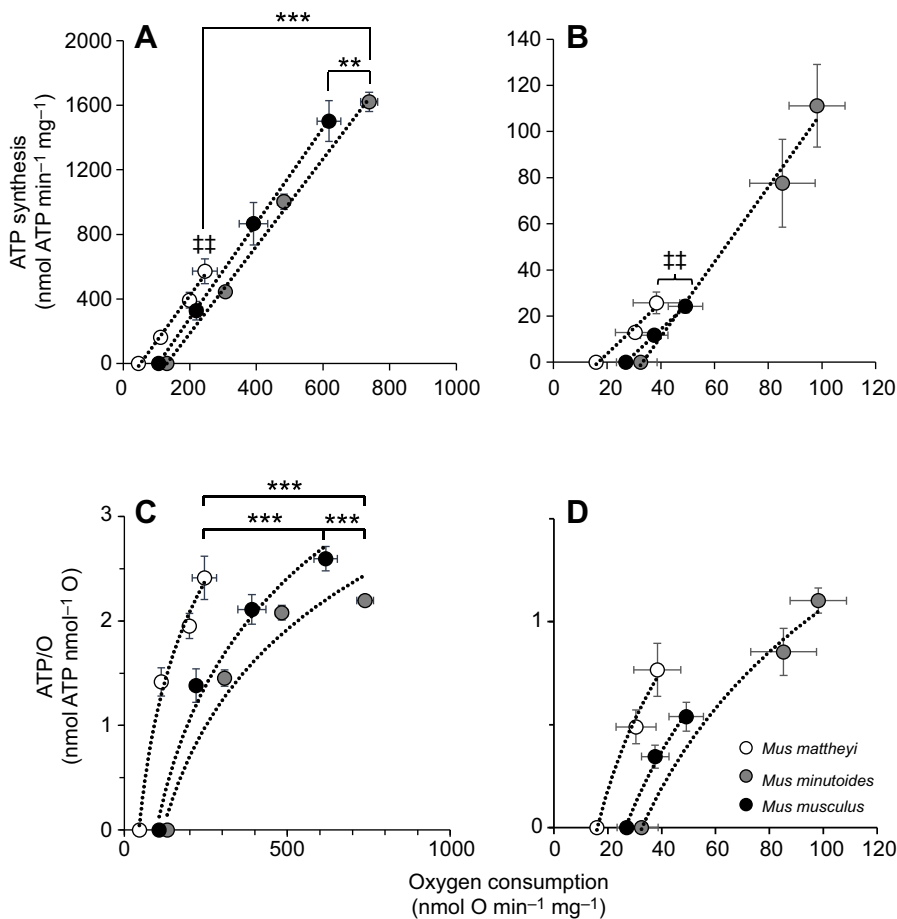 ***
A
**
2000
1600
1200
800
400
0
‡‡
0 200 400 600 800 1000
ATP synthesis
(nmol ATP min–1 mg–1)
B
140
120
100
80
60
40
20
0
‡‡
0 20 40 60 80 100 120
***
C
*** ***
3
2
1
0
0 500 1000
ATP/O
(nmol ATP nmol–1 O)
D
1
0
0 20 40 60 80 100 120
Mus mattheyi
Mus minutoides
Mus musculus
Oxygen consumption
(nmol O min–1 mg–1)